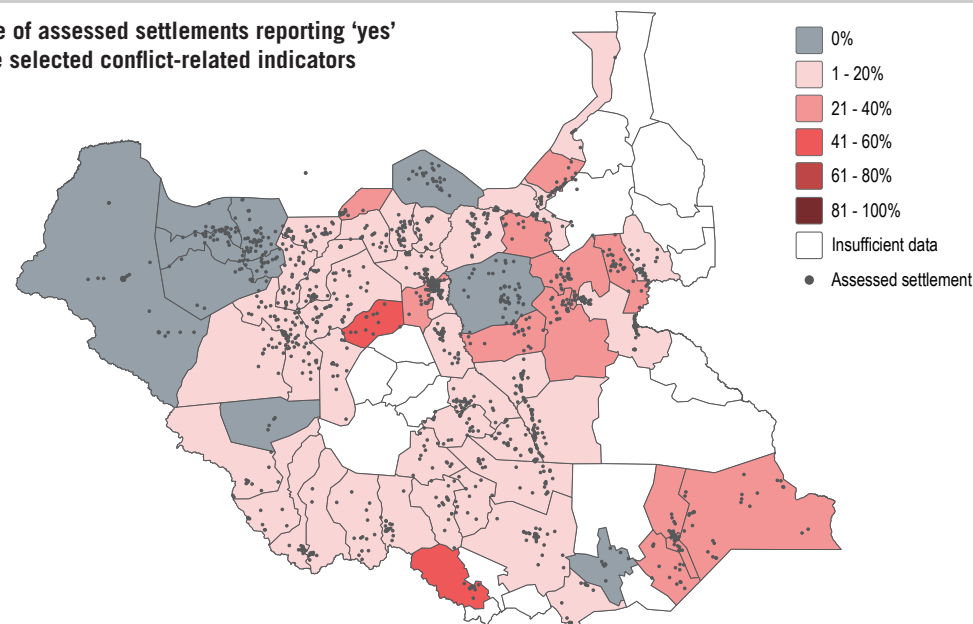 e of assessed settlements reporting ‘yes’
e selected conflict-related indicators
0%
1 - 20%
21 - 40%
41 - 60%
61 - 80%
81 - 100%
Insufficient data
Assessed settlement